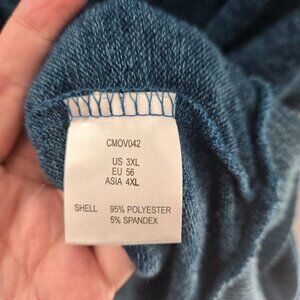 CMOV042
US 3XL
EU 56
ASIA 4XL
SHELL 95% POLYESTER
5% SPANDEX